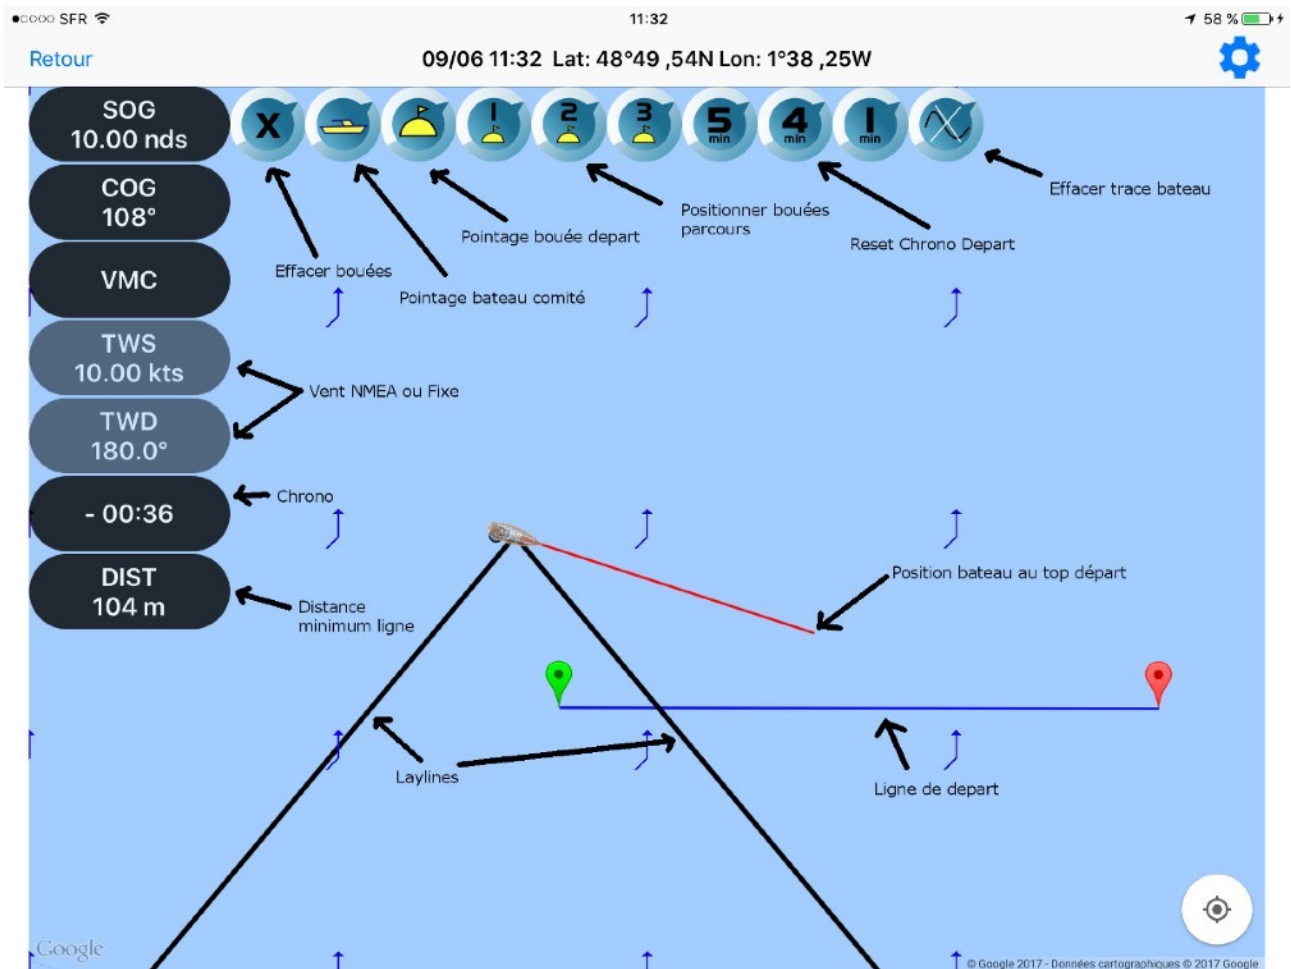 SFR
11:32
58 %
Retour
09/06 11:32 Lat: 48°49 ,54N Lon: 1°38 ,25W
SOG
10.00 nds
X
1
2
3
5
min
4
min
1
min
COG
108°
Effacer trace bateau
Positionner bouées
parcours
Pointage bouée depart
Reset Chrono Depart
Effacer bouées
Pointage bateau comité
VMC
TWS
10.00 kts
Vent NMEA ou Fixe
TWD
180.0°
Chrono
- 00:36
DIST
104 m
Position bateau au top départ
Distance
minimum ligne
Laylines
Ligne de depart
Google
© Google 2017 - Données cartographiques © 2017 Google